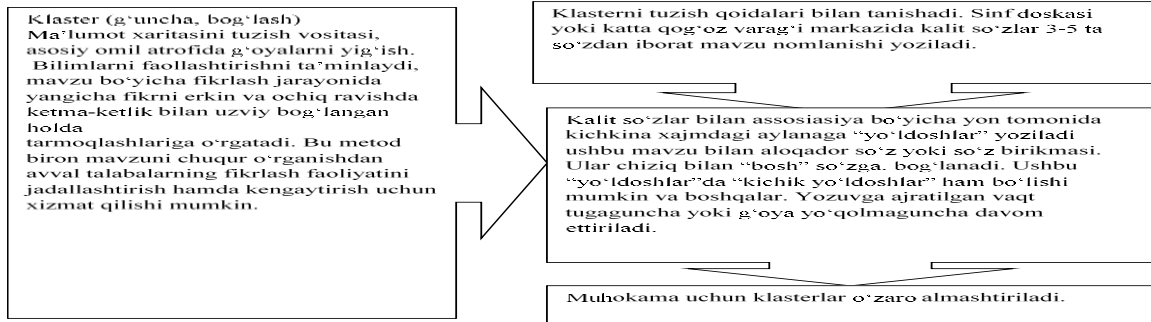 Klaster (g‘uncha, bog‘lash)
Ma’lumot xaritasini tuzish vositasi,
asosiy omil atrofida g‘oyalarni yig‘ish.
Bilimlarni faollashtirishni ta’minlaydi,
mavzu bo‘yicha fikrlash jarayonida
yangicha fikrni erkin va ochiq ravishda
ketma-ketlik bilan uzviy bog‘langan
holda
tarmoqlashlariga o‘rgatadi. Bu metod
biron mavzuni chuqur o‘rganishdan
avval talabalarning fikrlash faoliyatini
jadallashtirish hamda kengaytirish uchun
xizmat qilishi mumkin.
Klasterni tuzish qoidalari bilan tanishadi. Sinf doskasi
yoki katta qog‘oz varag‘i markazida kalit so‘zlar 3-5 ta
so‘zdan iborat mavzu nomlanishi yoziladi.
Kalit so‘zlar bilan assosiasiya bo‘yicha yon tomonida
kichkina xajmdagi aylanaga “yo‘ldoshlar” yoziladi
ushbu mavzu bilan aloqador so‘z yoki so‘z birikmasi.
Ular chiziq bilan “bosh” so‘zga. bog‘lanadi. Ushbu
“yo‘ldoshlar”da “kichik yo‘ldoshlar” ham bo‘lishi
mumkin va boshqalar. Yozuvga ajratilgan vaqt
tugaguncha yoki g‘oya yo‘qolmaguncha davom
ettiriladi.
Muhokama uchun klasterlar o‘zaro almashtiriladi.